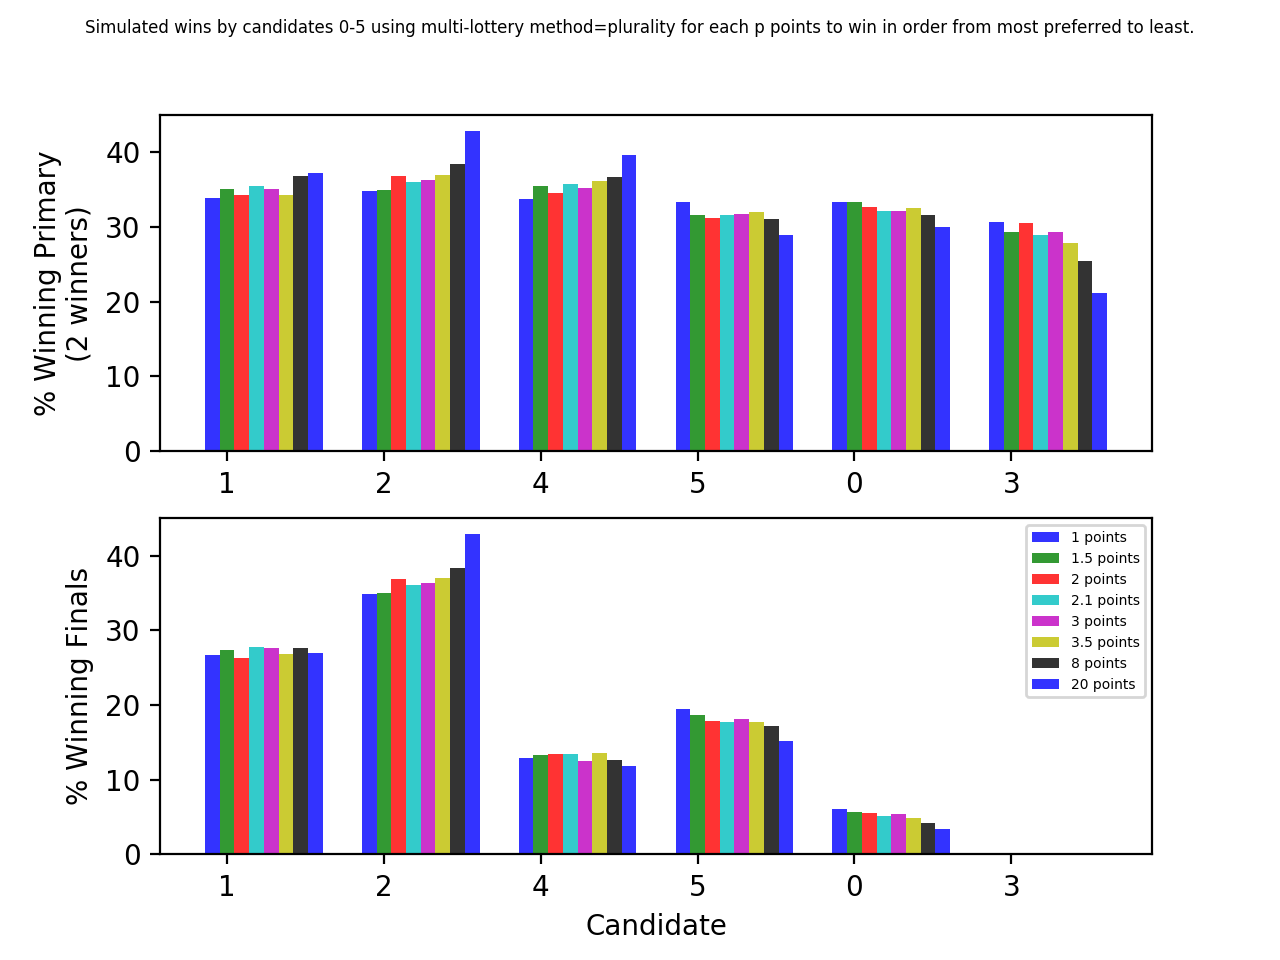 Simulated wins by candidates 0-5 using multi-lottery method=plurality for each p points to win in order from most preferred to least.
% Winning Primary
(2 winners)
40
30
20
10
0
1 2 4 5 0 3
% Winning Finals
40
30
20
10
0
1 points
1.5 points
2 points
2.1 points
3 points
3.5 points
8 points
20 points
1 2 4 5 0 3
Candidate